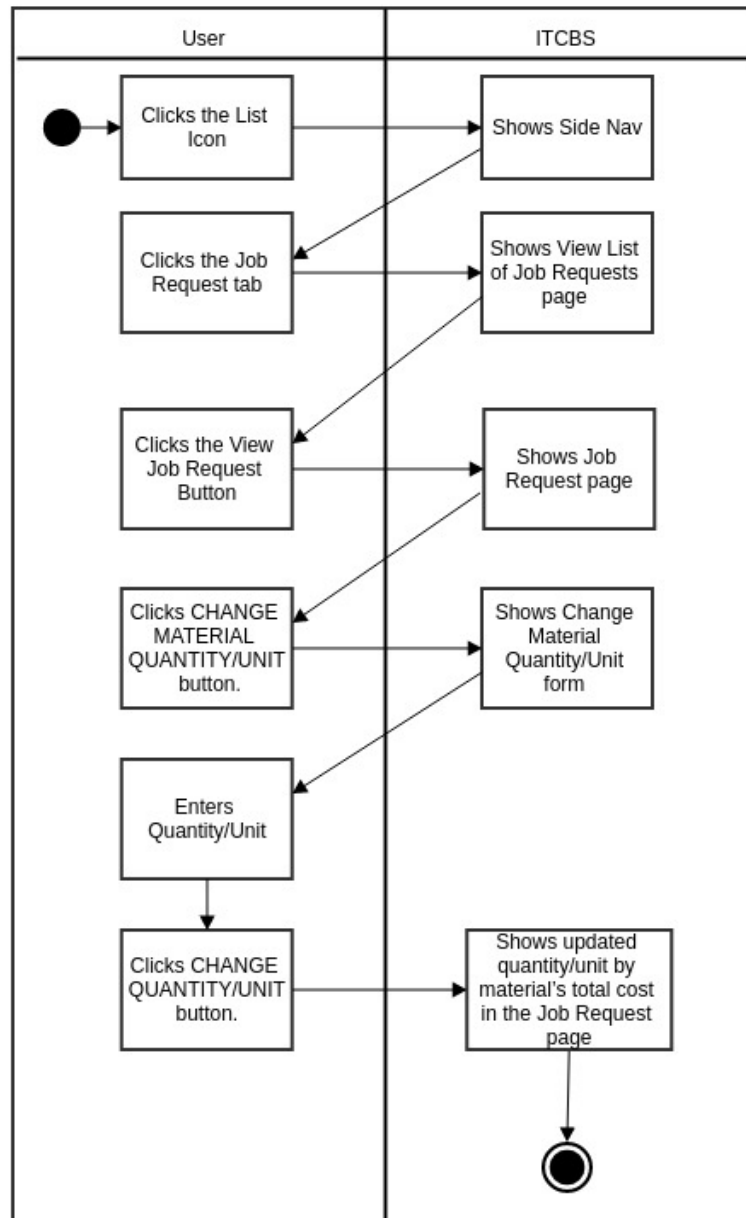 User
ITCBS
Clicks the List
Icon
Shows Side Nav
Clicks the Job
Request tab
Shows View List
of Job Requests
page
Clicks the View
Job Request
Button
Shows Job
Request page
Clicks CHANGE
MATERIAL
QUANTITY/UNIT
button.
Shows Change
Material
Quantity/Unit
form
Enters
Quantity/Unit
Clicks CHANGE
QUANTITY/UNIT
button.
Shows updated
quantity/unit by
material's total cost
in the Job Request
page